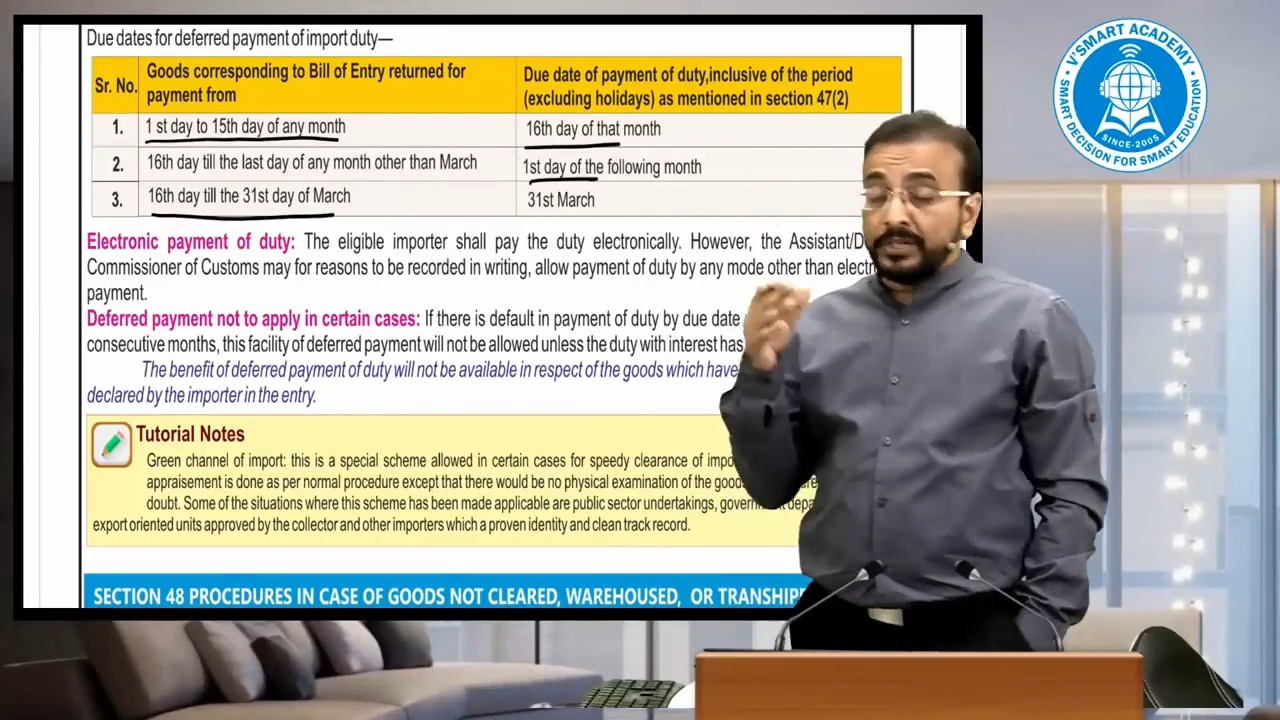 Due dates for deferred payment of import duty—
Sr. No.
Goods corresponding to Bill of Entry returned for
payment from
Due date of payment of duty,inclusive of the period
(excluding holidays) as mentioned in section 47(2)
1.
1 st day to 15th day of any month
16th day of that month
2.
16th day till the last day of any month other than March
1st day of the following month
3.
16th day till the 31st day of March
31st March
Electronic payment of duty: The eligible importer shall pay the duty electronically. However, the Assistant/D
Commissioner of Customs may for reasons to be recorded in writing, allow payment of duty by any mode other than
payment.
Deferred payment not to apply in certain cases: If there is default in payment of duty by due date
consecutive months, this facility of deferred payment will not be allowed unless the duty with interest has
The benefit of deferred payment of duty will not be available in respect of the goods which have
declared by the importer in the entry.
Tutorial Notes
Green channel of import: this is a special scheme allowed in certain cases for speedy clearance of
appraisement is done as per normal procedure except that there would be no physical examination of the
doubt. Some of the situations where this scheme has been made applicable are public sector undertakings,
export oriented units approved by the collector and other importers which a proven identity and clean track record.
SECTION 48 PROCEDURES IN CASE OF GOODS NOT CLEARED, WAREHOUSED, OR
V'SMART ACADEMY
SINCE-2005
SMART DECISION FOR SMART EDUCATION